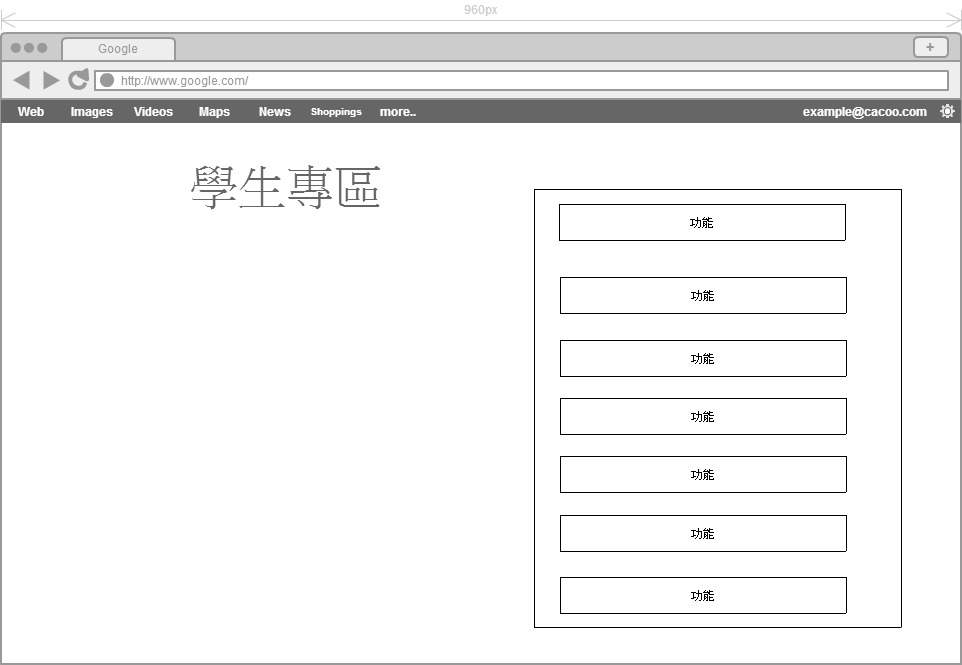 960px
Google
+
http://www.google.com/
Web Images Videos Maps News Shoppings more.. example@cacoo.com
學生專區
功能
功能
功能
功能
功能
功能
功能